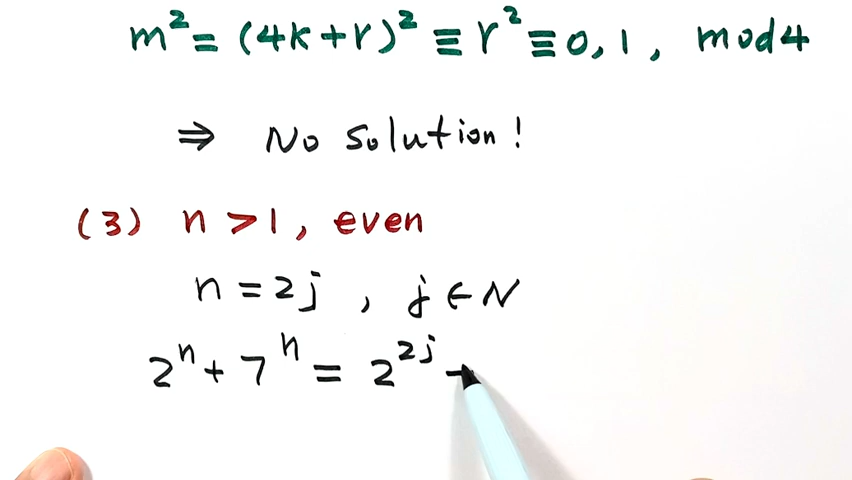 m² = (4k+r)² ≡ r² ≡ 0, 1, mod4
⇒ No solution!
(3) n > 1, even
n = 2j , j ∈ N
2ⁿ + 7ⁿ = 2²ʲ